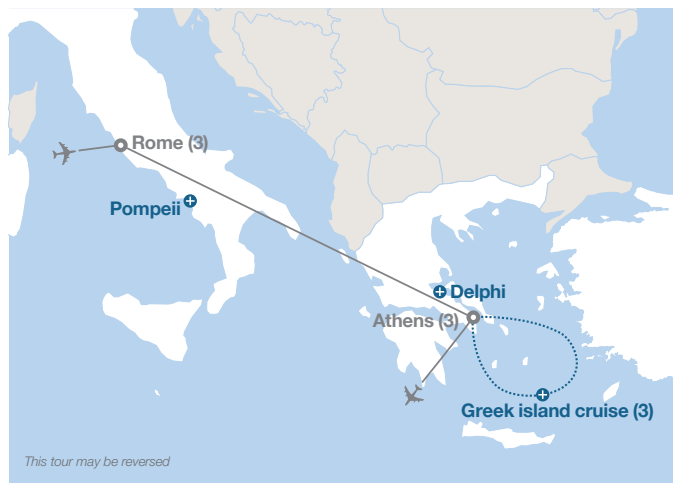 Rome (3)
Pompeii
Delphi
Athens (3)
Greek island cruise (3)
This tour may be reversed